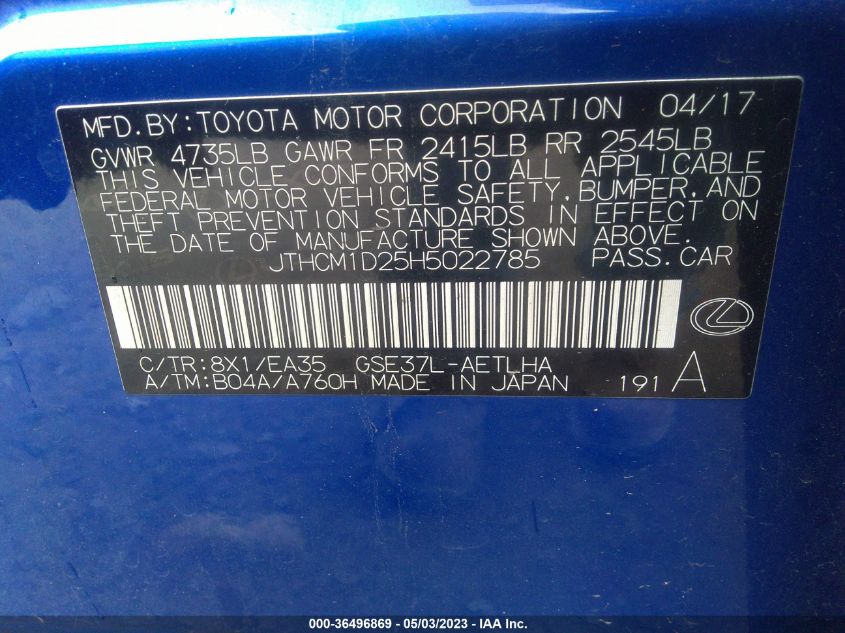 MFD.BY:TOYOTA MOTOR CORPORATION 04/17
GVWR 4735LB GAWR FR 2415LB RR 2545LB
THIS VEHICLE CONFORMS TO ALL APPLICABLE
FEDERAL MOTOR VEHICLE SAFETY,BUMPER,AND
THEFT PREVENTION STANDARDS IN EFFECT ON
THE DATE OF MANUFACTURE SHOWN ABOVE.
JTHCM1D25H5022785 PASS.CAR
C/TR:8X1/EA35 GSE37L-AETLHA
A/TM:B04A/A760H MADE IN JAPAN 191 A
000-36496869 — 05/03/2023 — IAA Inc.